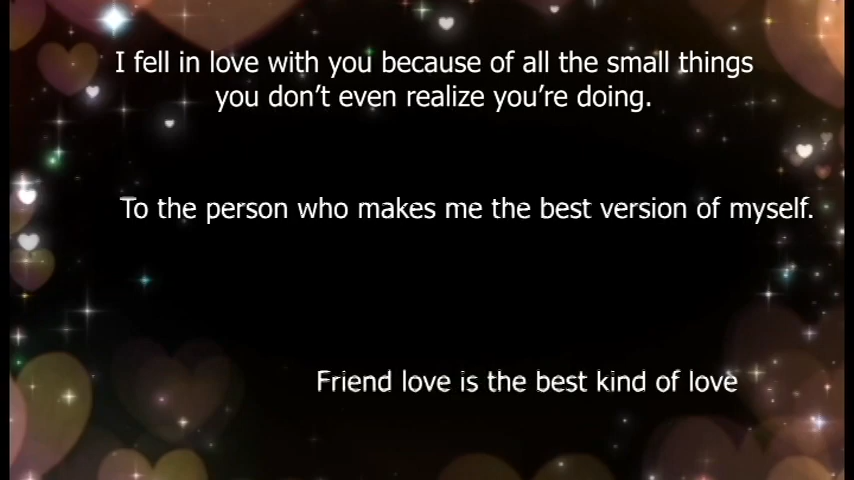 I fell in love with you because of all the small things
you don’t even realize you’re doing.
To the person who makes me the best version of myself.
Friend love is the best kind of love